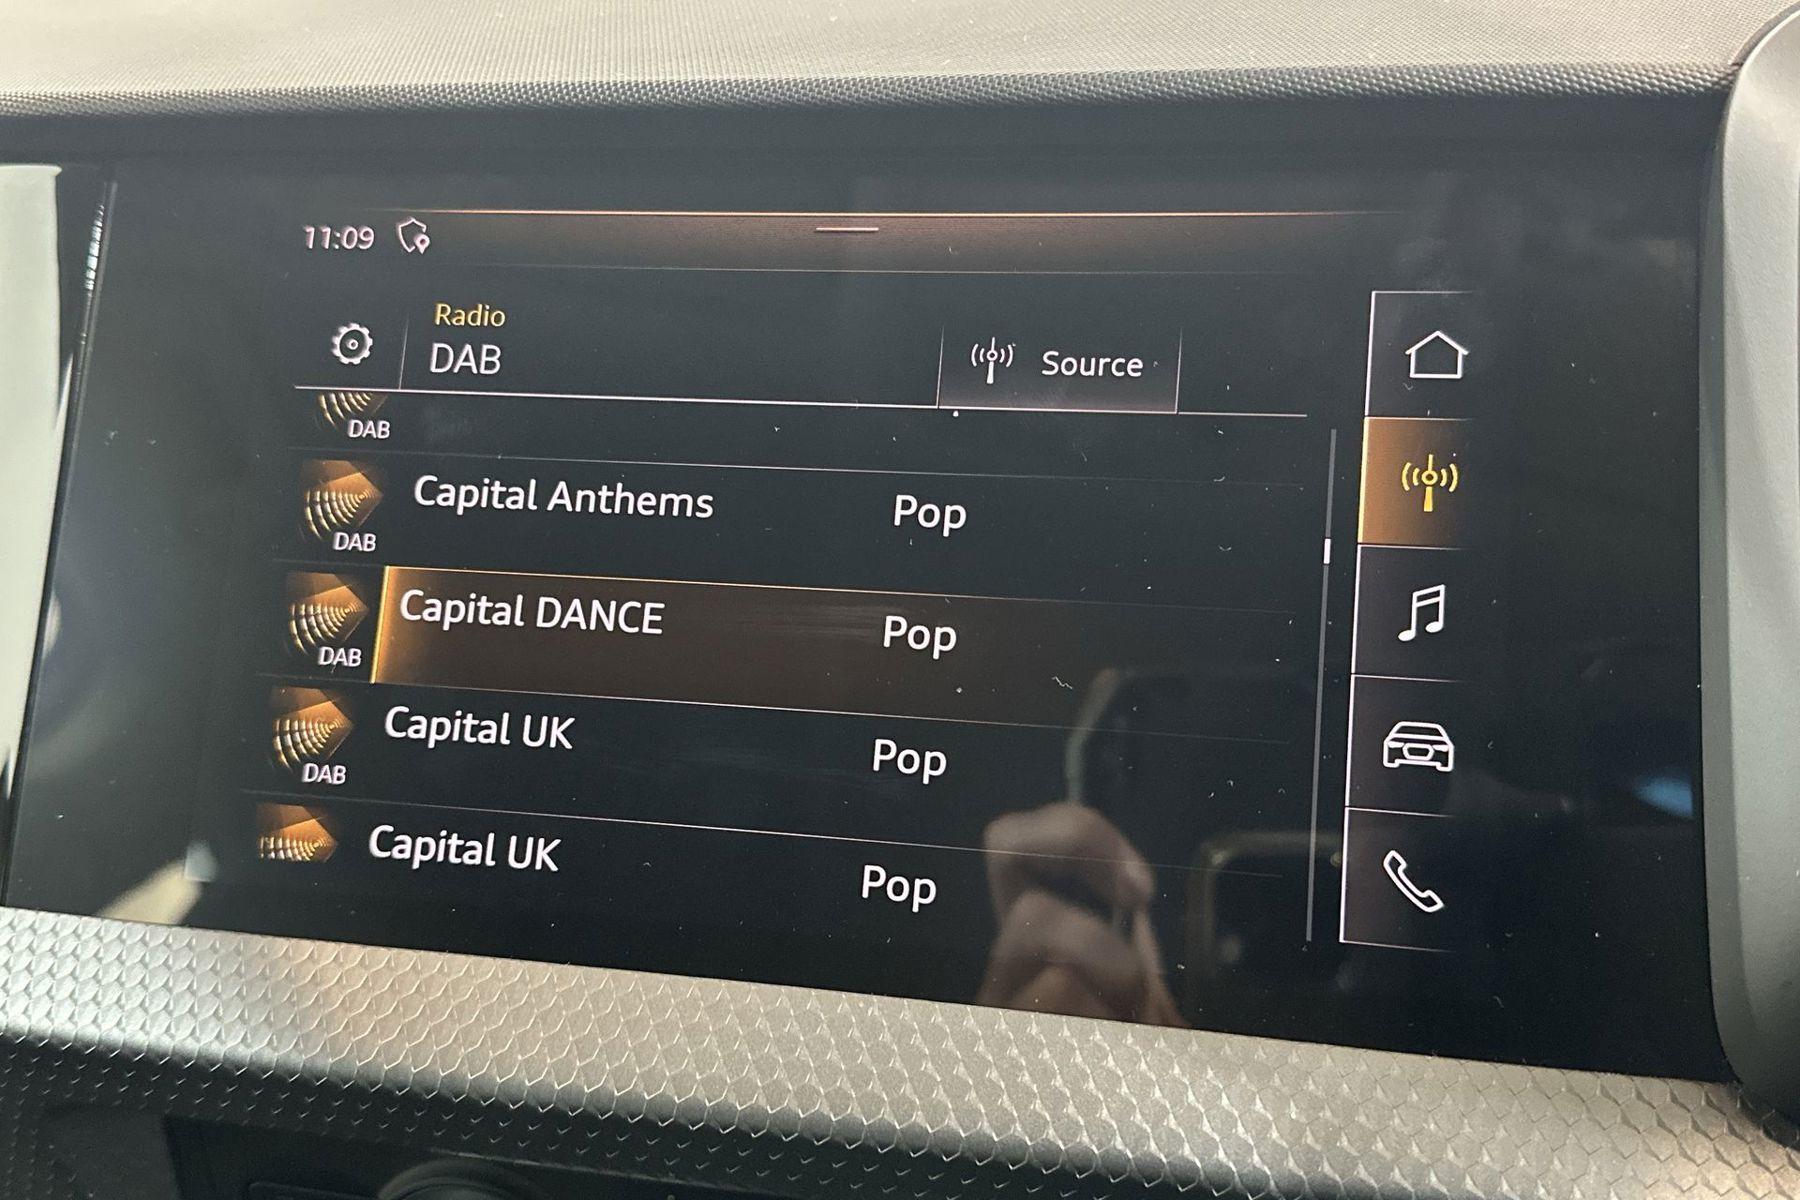 11:09
Radio
DAB
Source
DAB
Capital Anthems Pop
DAB
Capital DANCE Pop
DAB
Capital UK Pop
DAB
Capital UK Pop